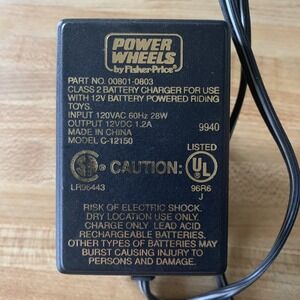 POWER
WHEELS
by Fisher-Price
PART NO. 00801-0803
CLASS 2 BATTERY CHARGER FOR USE
WITH 12V BATTERY POWERED RIDING
TOYS.
INPUT 120VAC 60Hz 28W
OUTPUT 12VDC 1.2A
MADE IN CHINA 9940
MODEL C-12150
LISTED
CAUTION:
UL
LR96443 96R6
J
RISK OF ELECTRIC SHOCK.
DRY LOCATION USE ONLY.
CHARGE ONLY LEAD ACID
RECHARGEABLE BATTERIES.
OTHER TYPES OF BATTERIES MAY
BURST CAUSING INJURY TO
PERSONS AND DAMAGE.